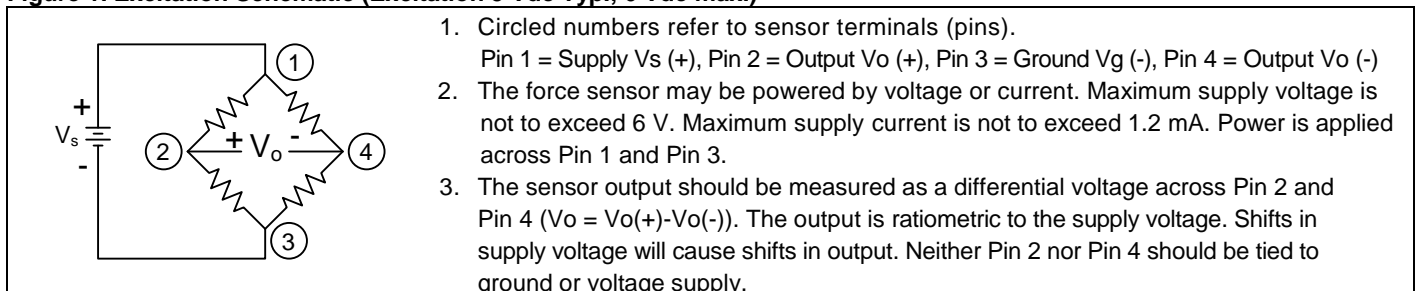 Figure 1. Excitation Schematic (Excitation 5 Vdc Typ., 6 Vdc max.)
1. Circled numbers refer to sensor terminals (pins).
Pin 1 = Supply Vs (+), Pin 2 = Output Vo (+), Pin 3 = Ground Vg (-), Pin 4 = Output Vo (-)
2. The force sensor may be powered by voltage or current. Maximum supply voltage is
not to exceed 6 V. Maximum supply current is not to exceed 1.2 mA. Power is applied
across Pin 1 and Pin 3.
3. The sensor output should be measured as a differential voltage across Pin 2 and
Pin 4 (Vo = Vo(+)-Vo(-)). The output is ratiometric to the supply voltage. Shifts in
supply voltage will cause shifts in output. Neither Pin 2 nor Pin 4 should be tied to
ground or voltage supply.
1
+
Vs
-
2
+ Vo -
4
3